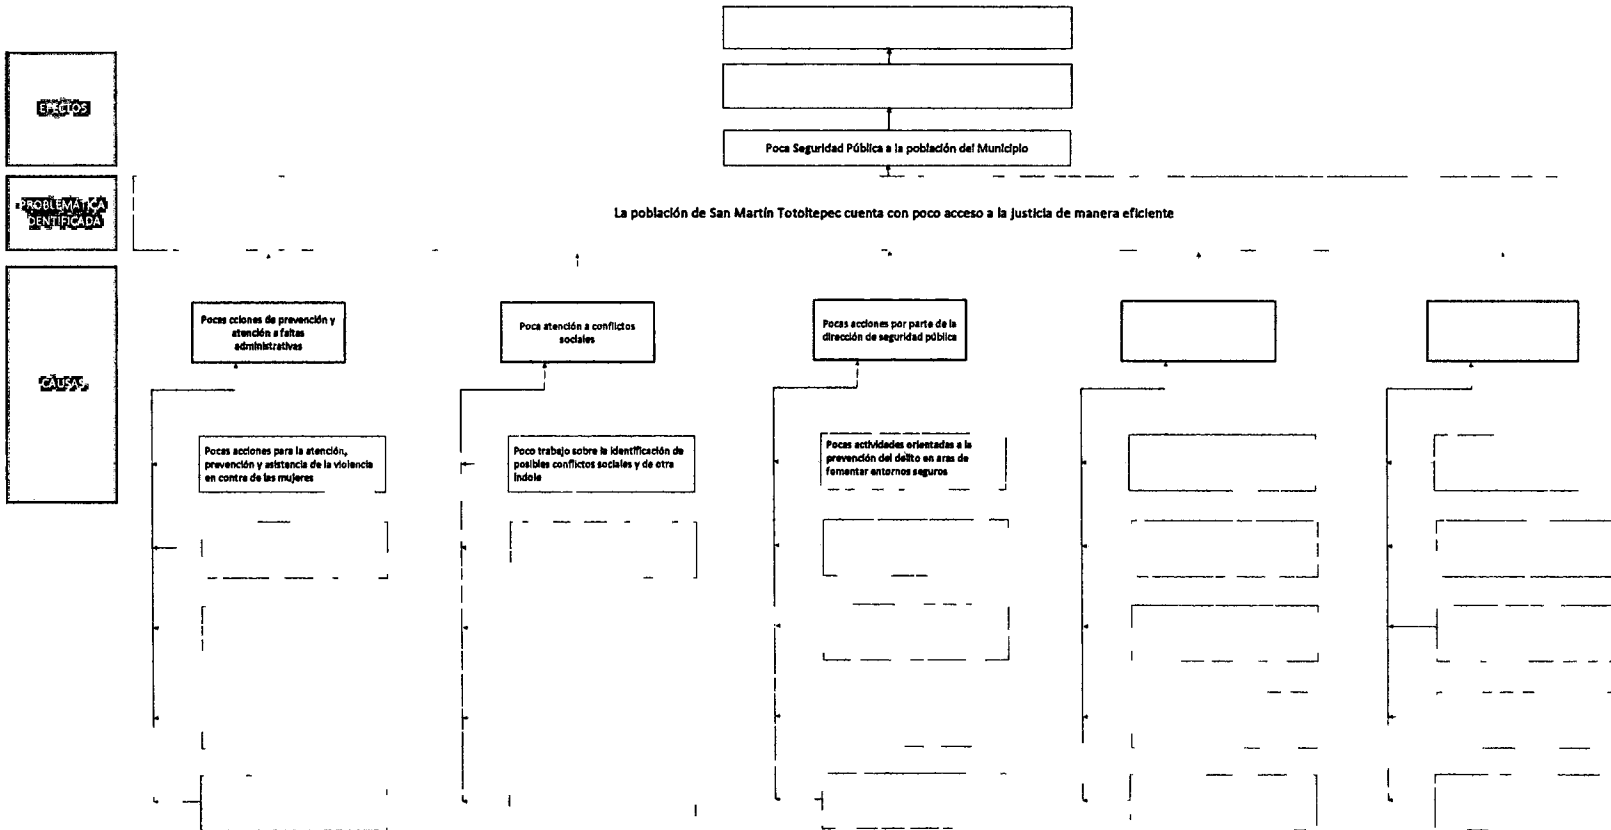 EFECTOS
Poca Seguridad Pública a la población del Municipio
PROBLEMÁTICA
IDENTIFICADA
La población de San Martín Totoltepec cuenta con poco acceso a la justicia de manera eficiente
CAUSAS
Pocas cciones de prevención y
atención a faltas
administrativas
Poca atención a conflictos
sociales
Pocas acciones por parte de la
dirección de seguridad pública
Pocas acciones para la atención,
prevención y asistencia de la violencia
en contra de las mujeres
Poco trabajo sobre la identificación de
posibles conflictos sociales y de otra
índole
Pocas actividades orientadas a la
prevención del delito en aras de
fomentar entornos seguros